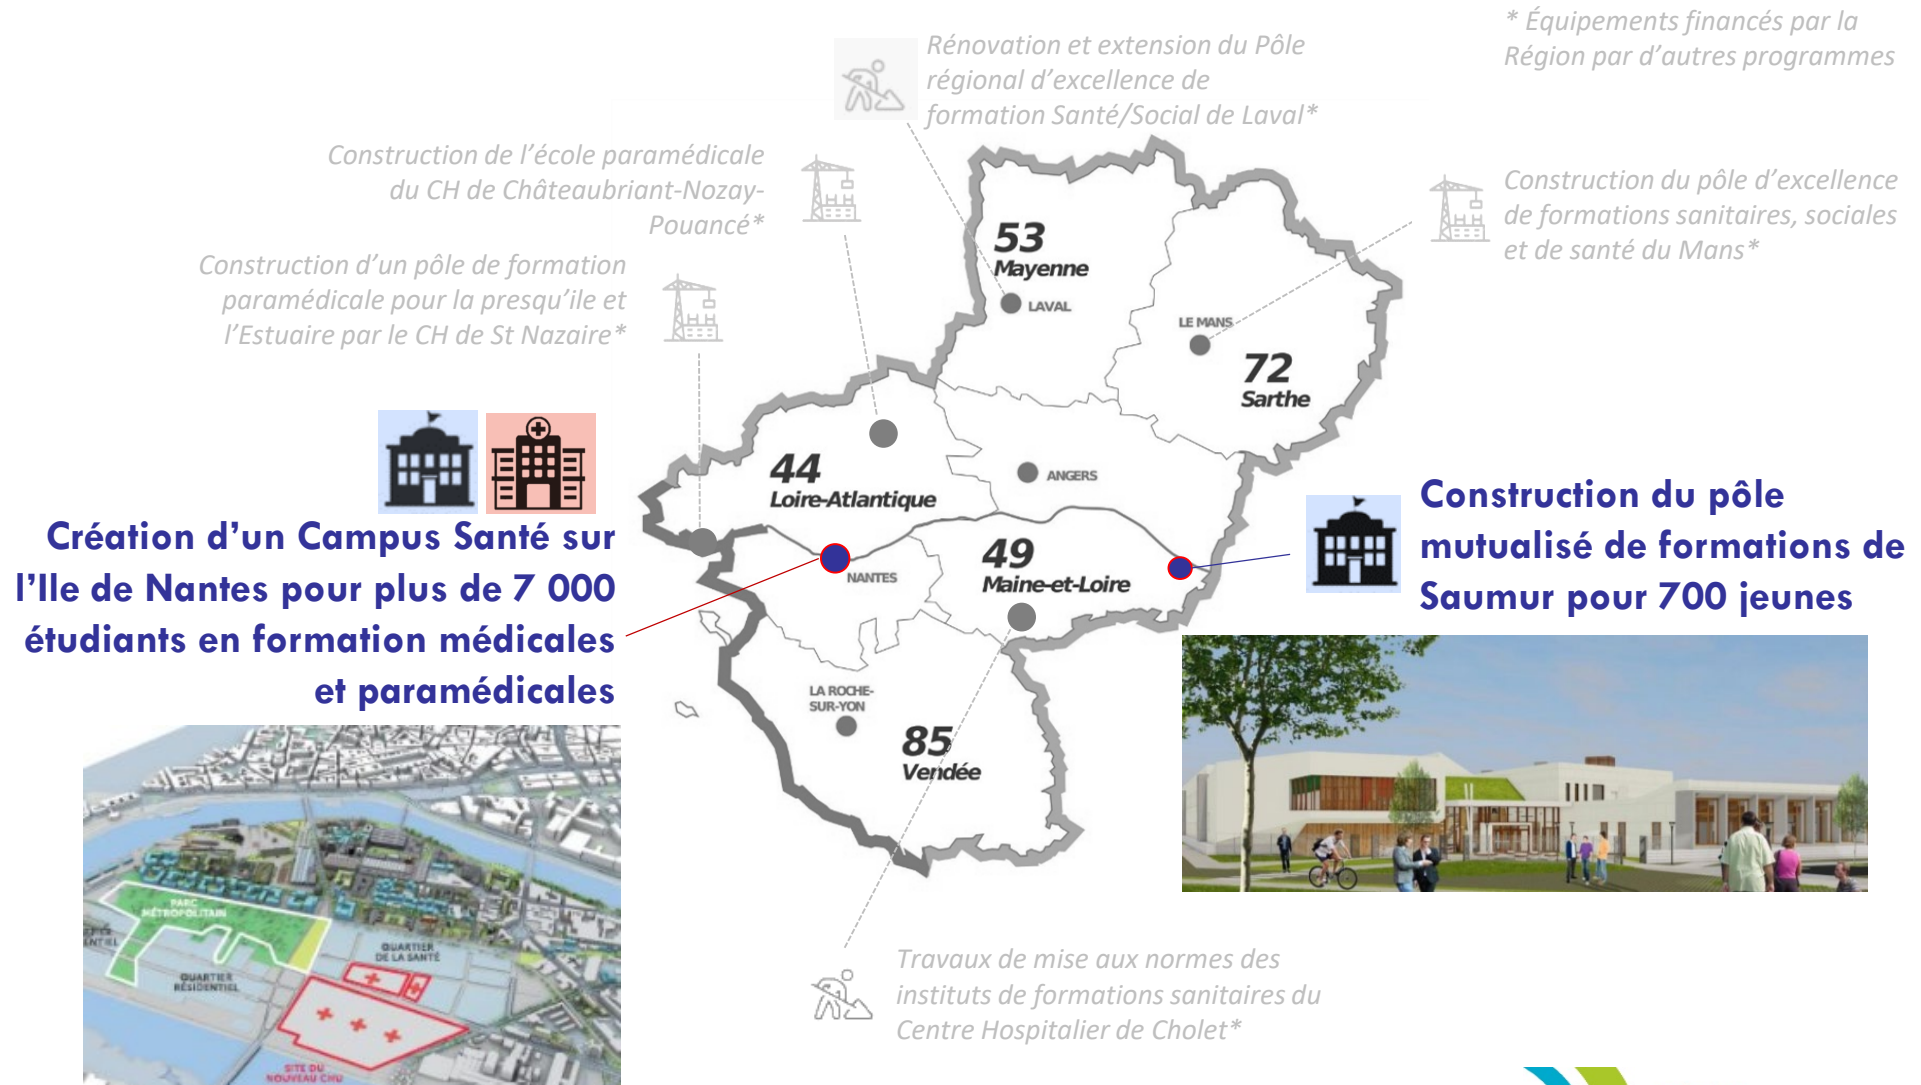 * Équipements financés par la
Région par d'autres programmes
Rénovation et extension du Pôle
régional d'excellence de
formation Santé/Social de Laval*
Construction de l'école paramédicale
du CH de Châteaubriant-Nozay-
Pouancé*
Construction du pôle d'excellence
de formations sanitaires, sociales
et de santé du Mans*
Construction d'un pôle de formation
paramédicale pour la presqu'ile et
l'Estuaire par le CH de St Nazaire*
53
Mayenne
LAVAL
LE MANS
72
Sarthe
44
Loire-Atlantique
ANGERS
49
Maine-et-Loire
NANTES
LA ROCHE-
SUR-YON
85
Vendée
Création d'un Campus Santé sur
l'Ile de Nantes pour plus de 7 000
étudiants en formation médicales
et paramédicales
Construction du pôle
mutualisé de formations de
Saumur pour 700 jeunes
PARC
MÉTROPOLITAIN
QUARTIER
DE LA SANTÉ
QUARTIER
RÉSIDENTIEL
SITE DU
NOUVEAU CHU
Travaux de mise aux normes des
instituts de formations sanitaires du
Centre Hospitalier de Cholet*